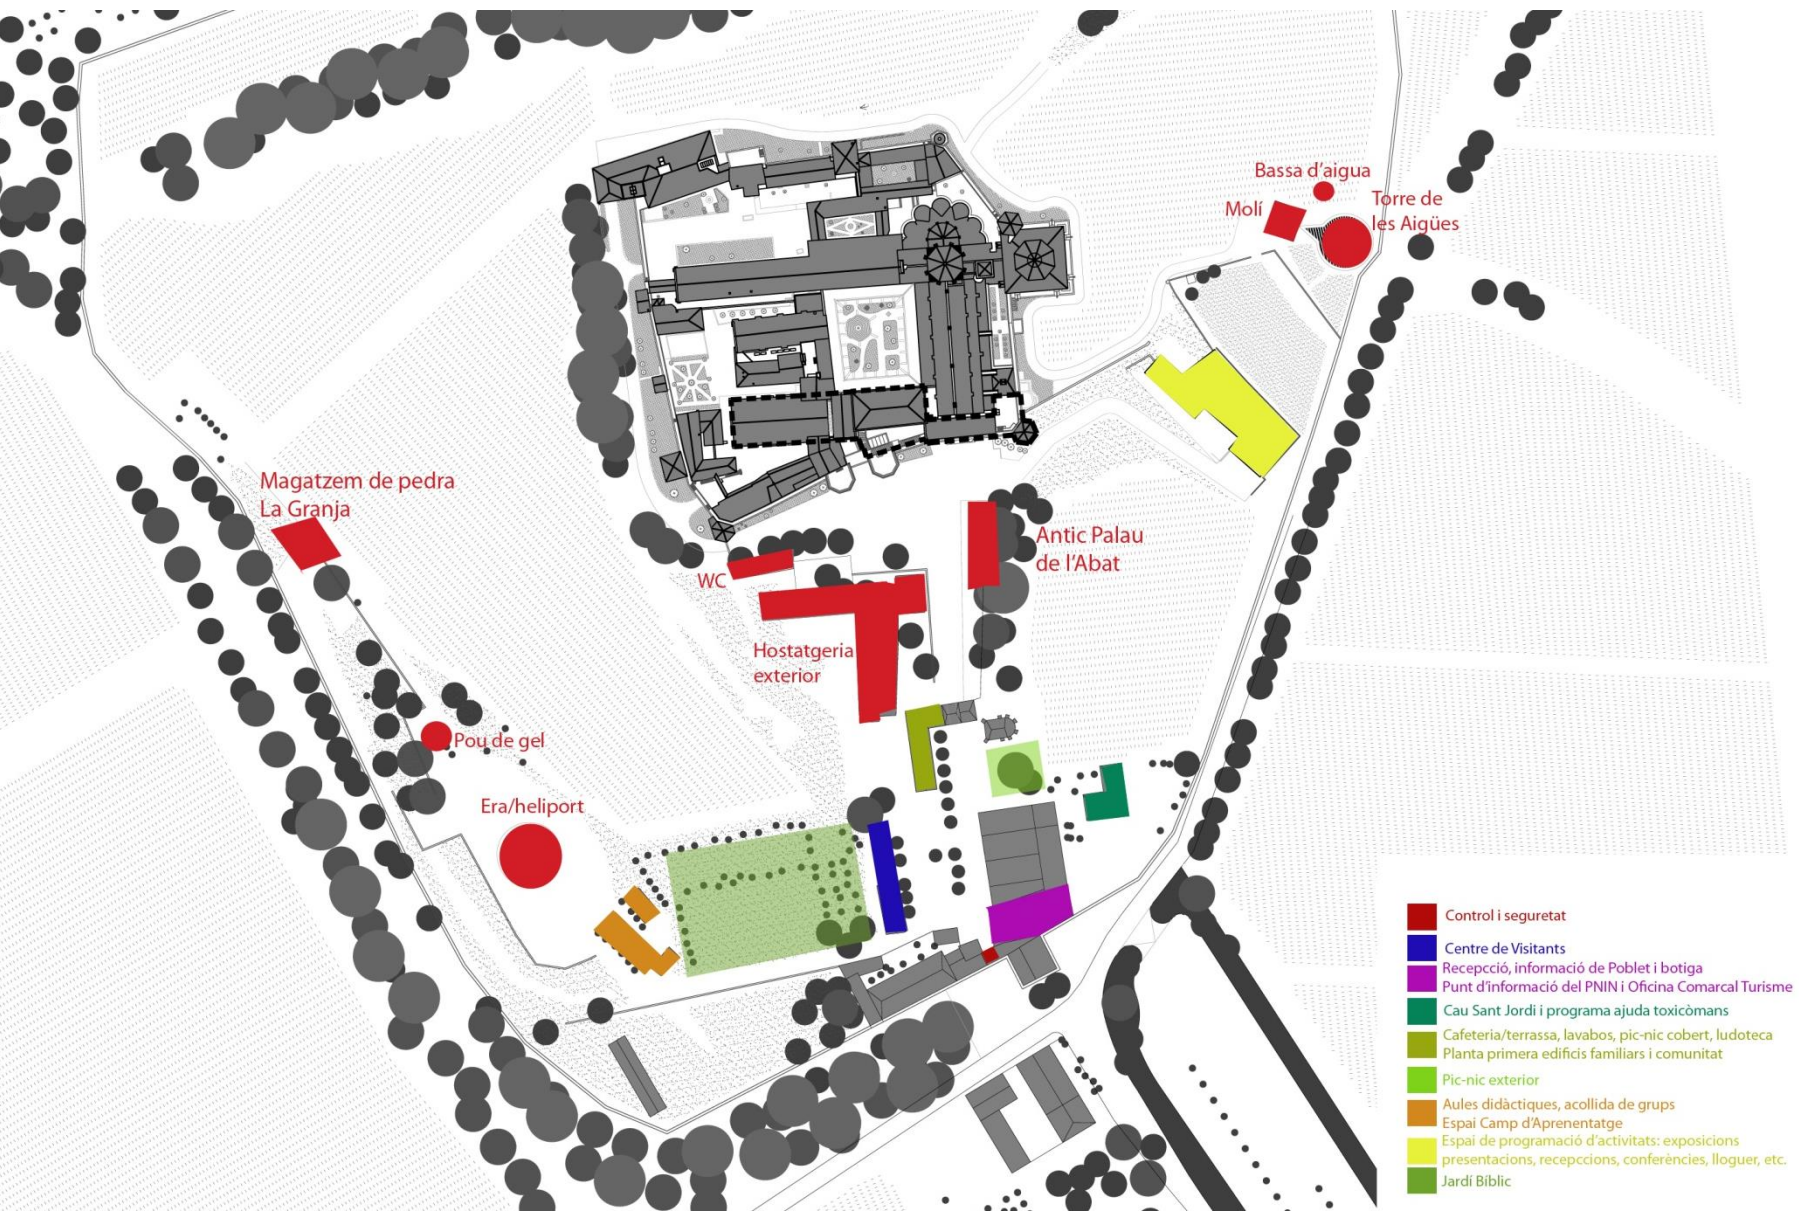 Bassa d'aigua
Torre de
les Aigües
Molí
Magatzem de pedra
La Granja
Antic Palau
de l'Abat
WC
Hostatgeria
exterior
Pou de gel
Era/heliport
Control i seguretat
Centre de Visitants
Recepcció, informació de Poblet i botiga
Punt d'informació del PNIN i Oficina Comarcal Turisme
Cau Sant Jordi i programa ajuda toxicòmans
Cafeteria/terrassa, lavabos, pic-nic cobert, ludoteca
Planta primera edificis familiars i comunitat
Pic-nic exterior
Aules didàctiques, acollida de grups
Espai Camp d'Aprenentatge
Espai de programació d'activitats: exposicions
presentacions, recepccions, conferències, lloguer, etc.
Jardí Bíblic